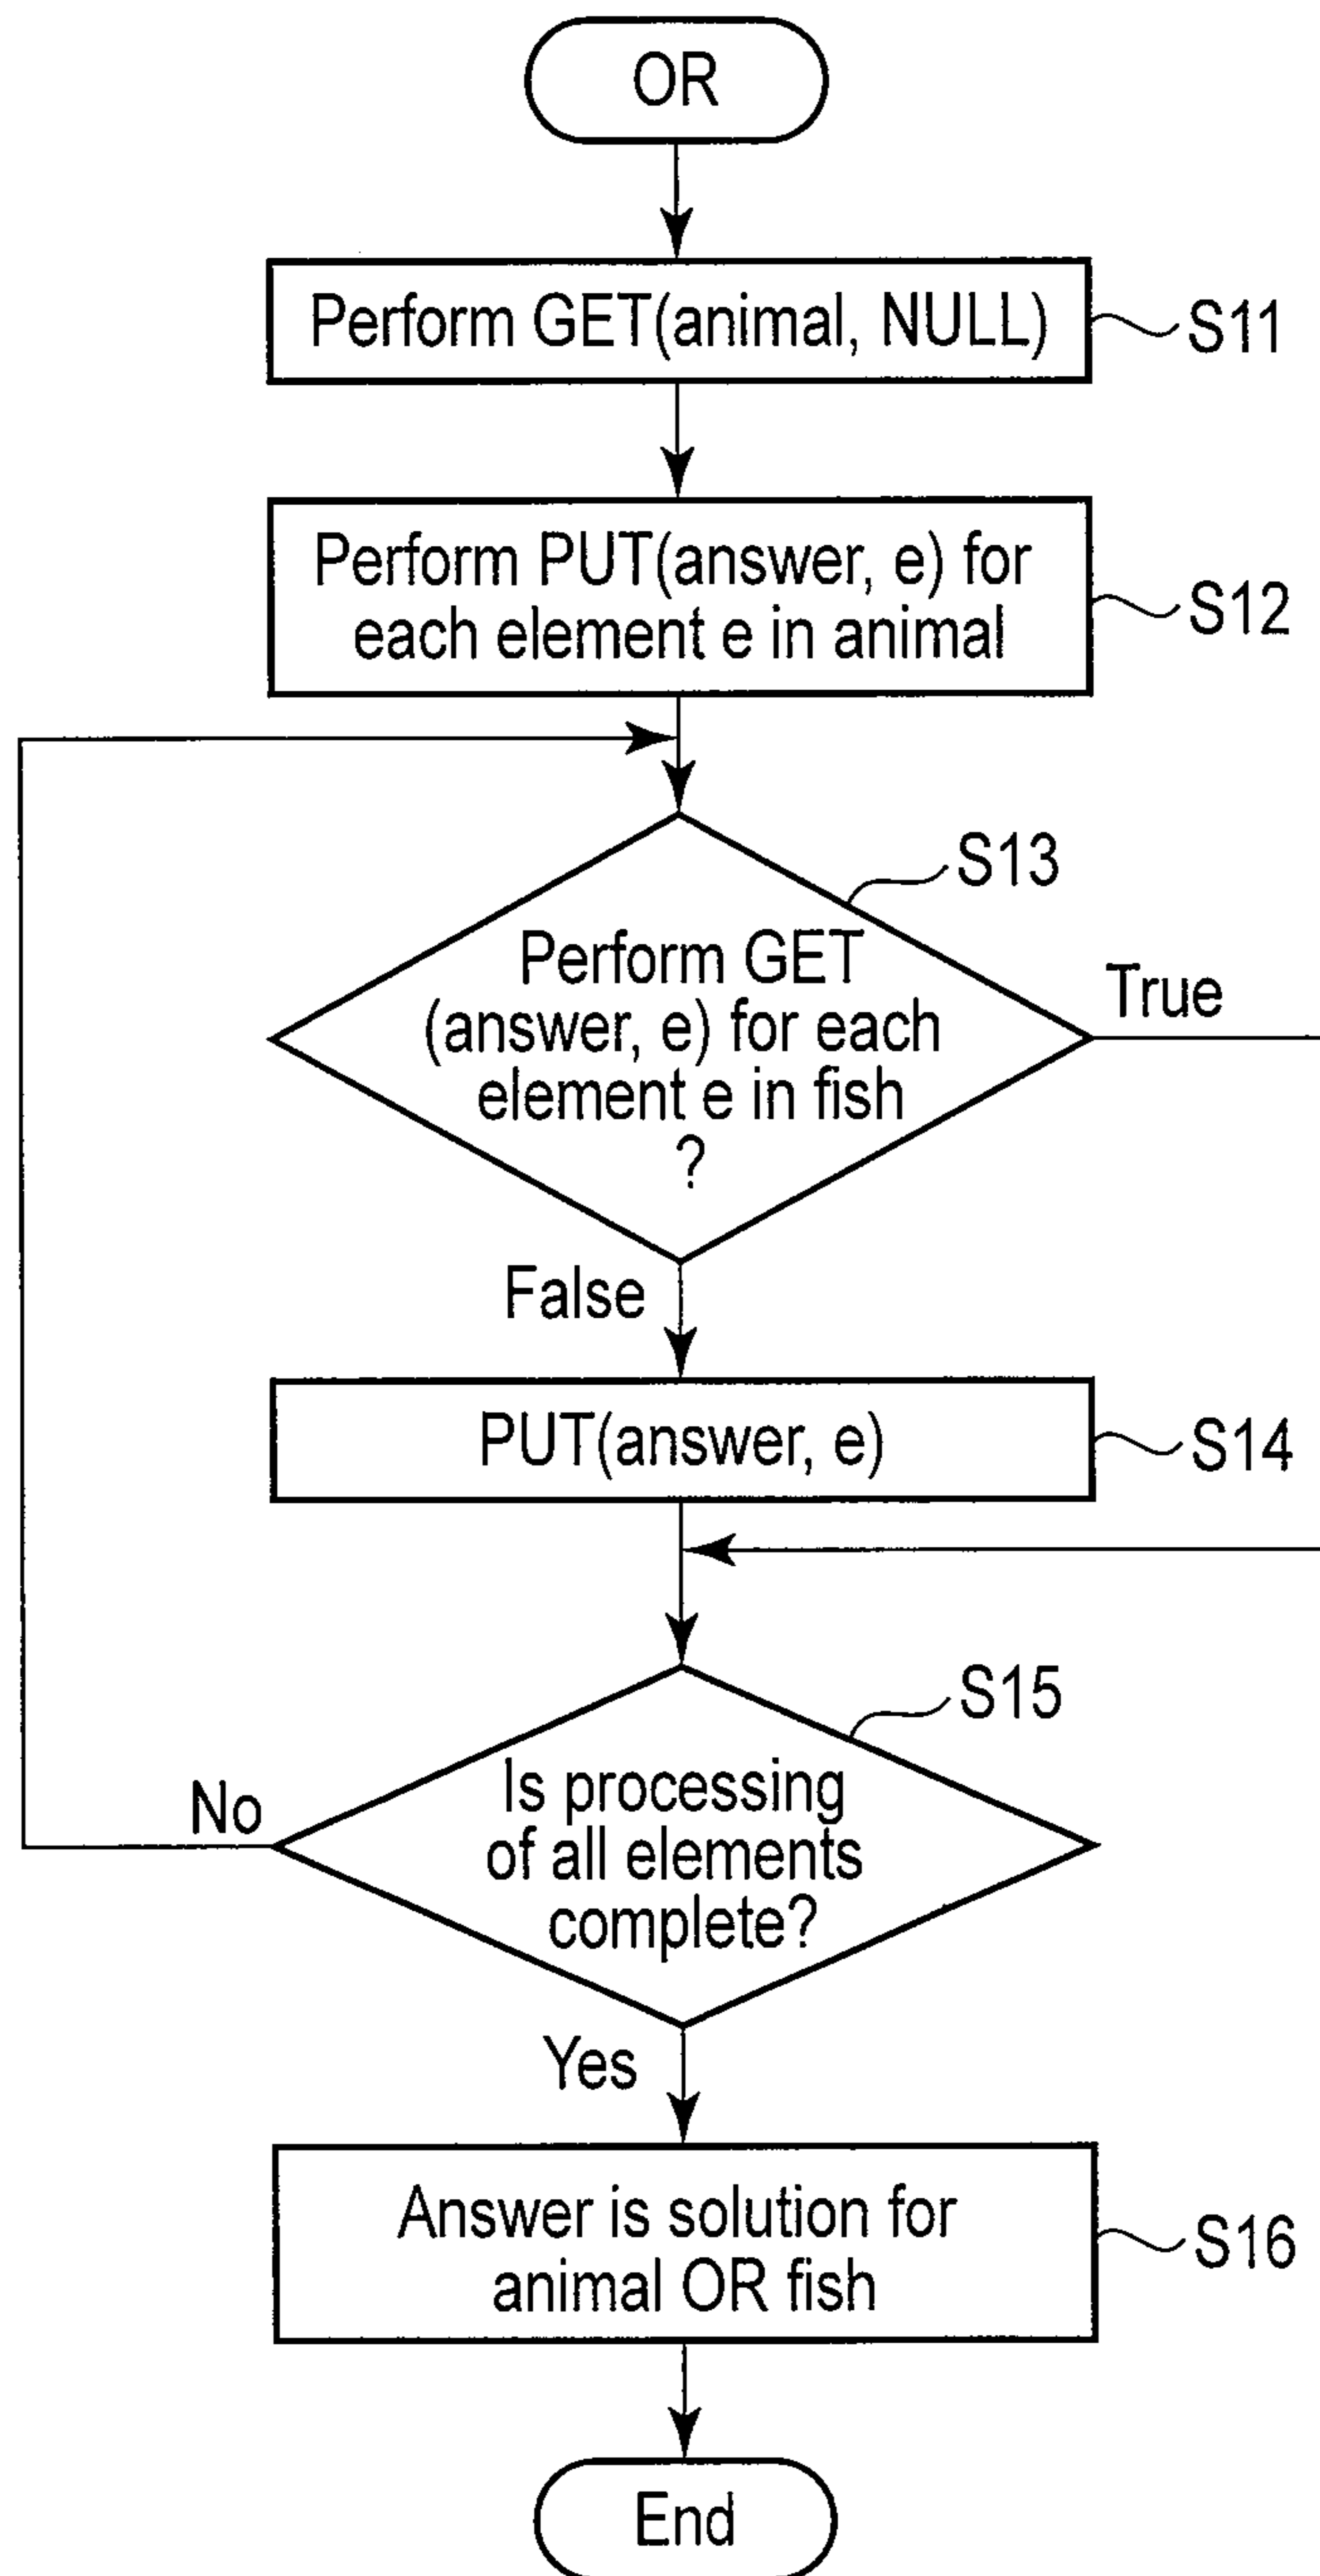 OR
Perform GET(animal, NULL)
S11
Perform PUT(answer, e) for
each element e in animal
S12
S13
Perform GET
(answer, e) for each
element e in fish
?
True
False
PUT(answer, e)
S14
S15
Is processing
of all elements
complete?
No
Yes
Answer is solution for
animal OR fish
S16
End